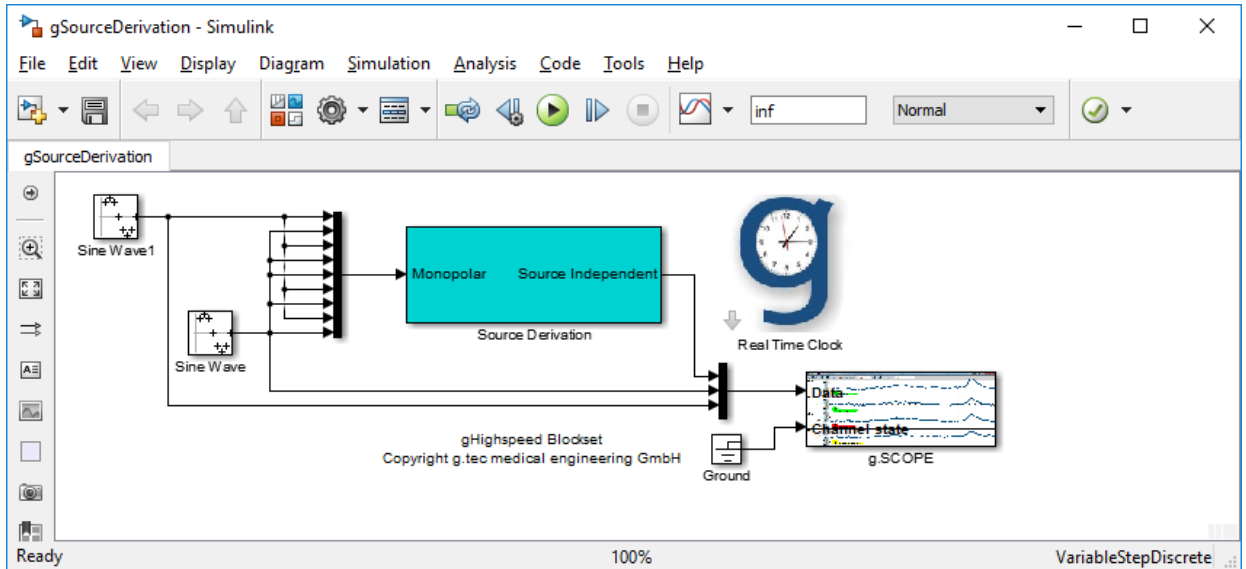 gSourceDerivation - Simulink
File Edit View Display Diagram Simulation Analysis Code Tools Help
inf Normal
gSourceDerivation
Sine Wave1
Monopolar Source Independent
Source Derivation
Sine Wave
g
Real Time Clock
Data
Channel state
g.SCOPE
gHighspeed Blockset
Copyright g.tec medical engineering GmbH
Ground
Ready 100% VariableStepDiscrete